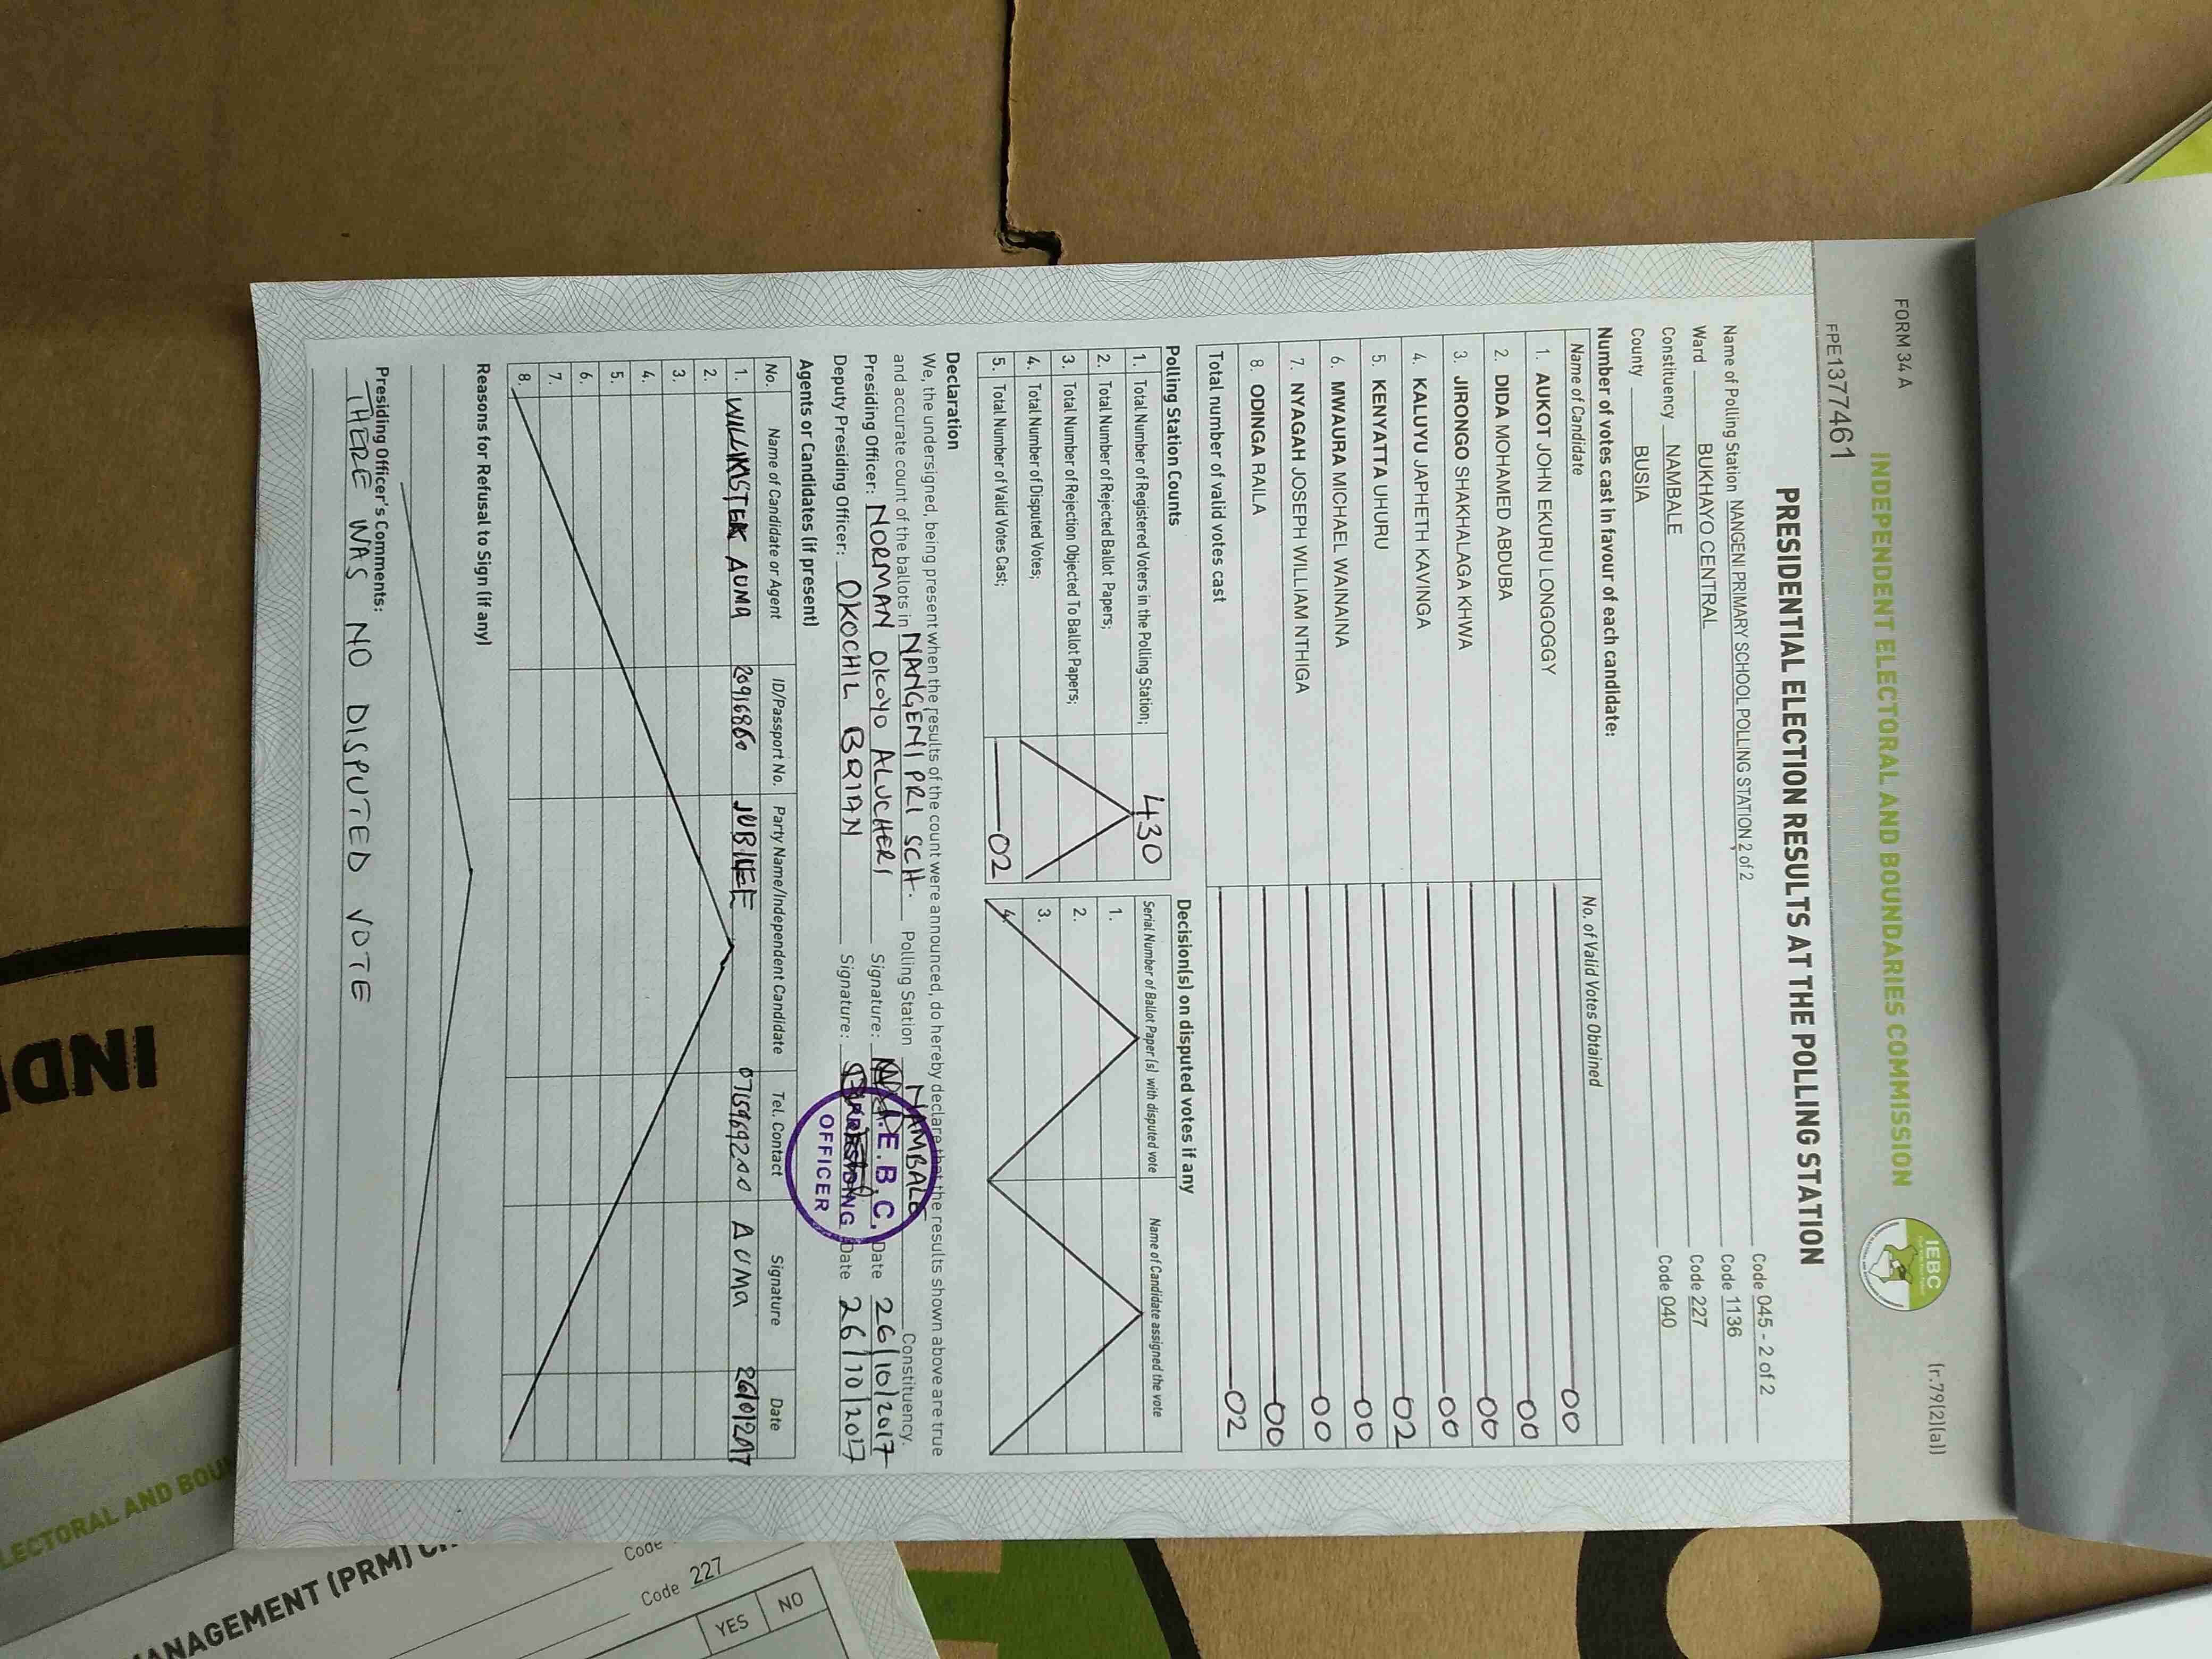 FORM 34 A
(r.79(2)(a))
INDEPENDENT ELECTORAL AND BOUNDARIES COMMISSION
IEBC
FPE1377461
PRESIDENTIAL ELECTION RESULTS AT THE POLLING STATION
Name of Polling Station NANGENI PRIMARY SCHOOL POLLING STATION 2 of 2 Code 045 - 2 of 2
Ward BUKHAYO CENTRAL Code 1136
Constituency NAMBALE Code 227
County BUSIA Code 040
Number of votes cast in favour of each candidate:
Name of Candidate No. of Valid Votes Obtained
1. AUKOT JOHN EKURU LONGOGGY 00
2. DIDA MOHAMED ABDUBA 00
3. JIRONGO SHAKHALAGA KHWA 00
4. KALUYU JAPHETH KAVINGA 00
5. KENYATTA UHURU 02
6. MWAURA MICHAEL WAINAINA 00
7. NYAGAH JOSEPH WILLIAM NTHIGA 00
8. ODINGA RAILA 00
Total number of valid votes cast 02
Polling Station Counts
1. Total Number of Registered Voters in the Polling Station; 430
2. Total Number of Rejected Ballot Papers;
3. Total Number of Rejection Objected To Ballot Papers;
4. Total Number of Disputed Votes;
5. Total Number of Valid Votes Cast; 02
Decision(s) on disputed votes if any
Serial Number of Ballot Paper (s) with disputed vote Name of Candidate assigned the vote
1.
2.
3.
4.
Declaration
We, the undersigned, being present when the results of the count were announced, do hereby declare that the results shown above are true
and accurate count of the ballots in NANGENI PRI SCH. Polling Station NAMBALE Constituency.
Presiding Officer: NORMAN OKOYO ALUCHERI Signature: Date 26/10/2017
Deputy Presiding Officer: OKOCHIL BRIAN Signature: Date 26/10/2017
I.E.B.C.
PRESIDING
OFFICER
Agents or Candidates (if present)
No. Name of Candidate or Agent ID/Passport No. Party Name/Independent Candidate Tel. Contact Signature Date
1. AUMA 20916860 JUBILEE AUMA
2.
3.
4.
5.
6.
7.
8.
Reasons for Refusal to Sign (if any)
Presiding Officer's Comments:
THERE WAS NO DISPUTED VOTE
IND
LECTORAL AND BOU
ANAGEMENT (PRM)
Code
Code 227
YES NO